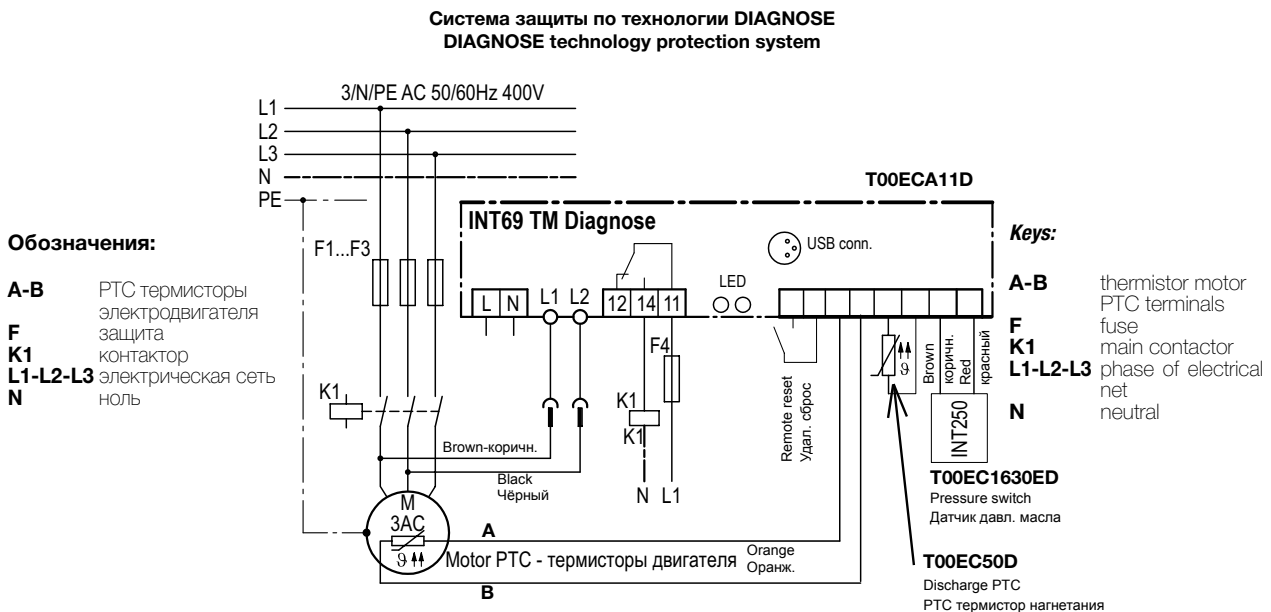 Система защиты по технологии DIAGNOSE
DIAGNOSE technology protection system
3/N/PE AC 50/60Hz 400V
L1
L2
L3
N
PE
T00ECA11D
INT69 TM Diagnose
USB conn.
LED
L N L1 L2 12 14 11
F1...F3
F4
K1
K1
K1
N L1
Brown-коричн.
Black
Чёрный
Remote reset
Удал. сброс
ϑ
Brown
коричн.
Red
красный
INT250
T00EC1630ED
Pressure switch
Датчик давл. масла
T00EC50D
Discharge PTC
PTC термистор нагнетания
M
3AC
ϑ
A
Motor PTC - термисторы двигателя
Orange
Оранж.
B
Обозначения:
A-B РТС термисторы
электродвигателя
F защита
K1 контактор
L1-L2-L3 электрическая сеть
N ноль
Keys:
A-B thermistor motor
PTC terminals
F fuse
K1 main contactor
L1-L2-L3 phase of electrical
net
N neutral